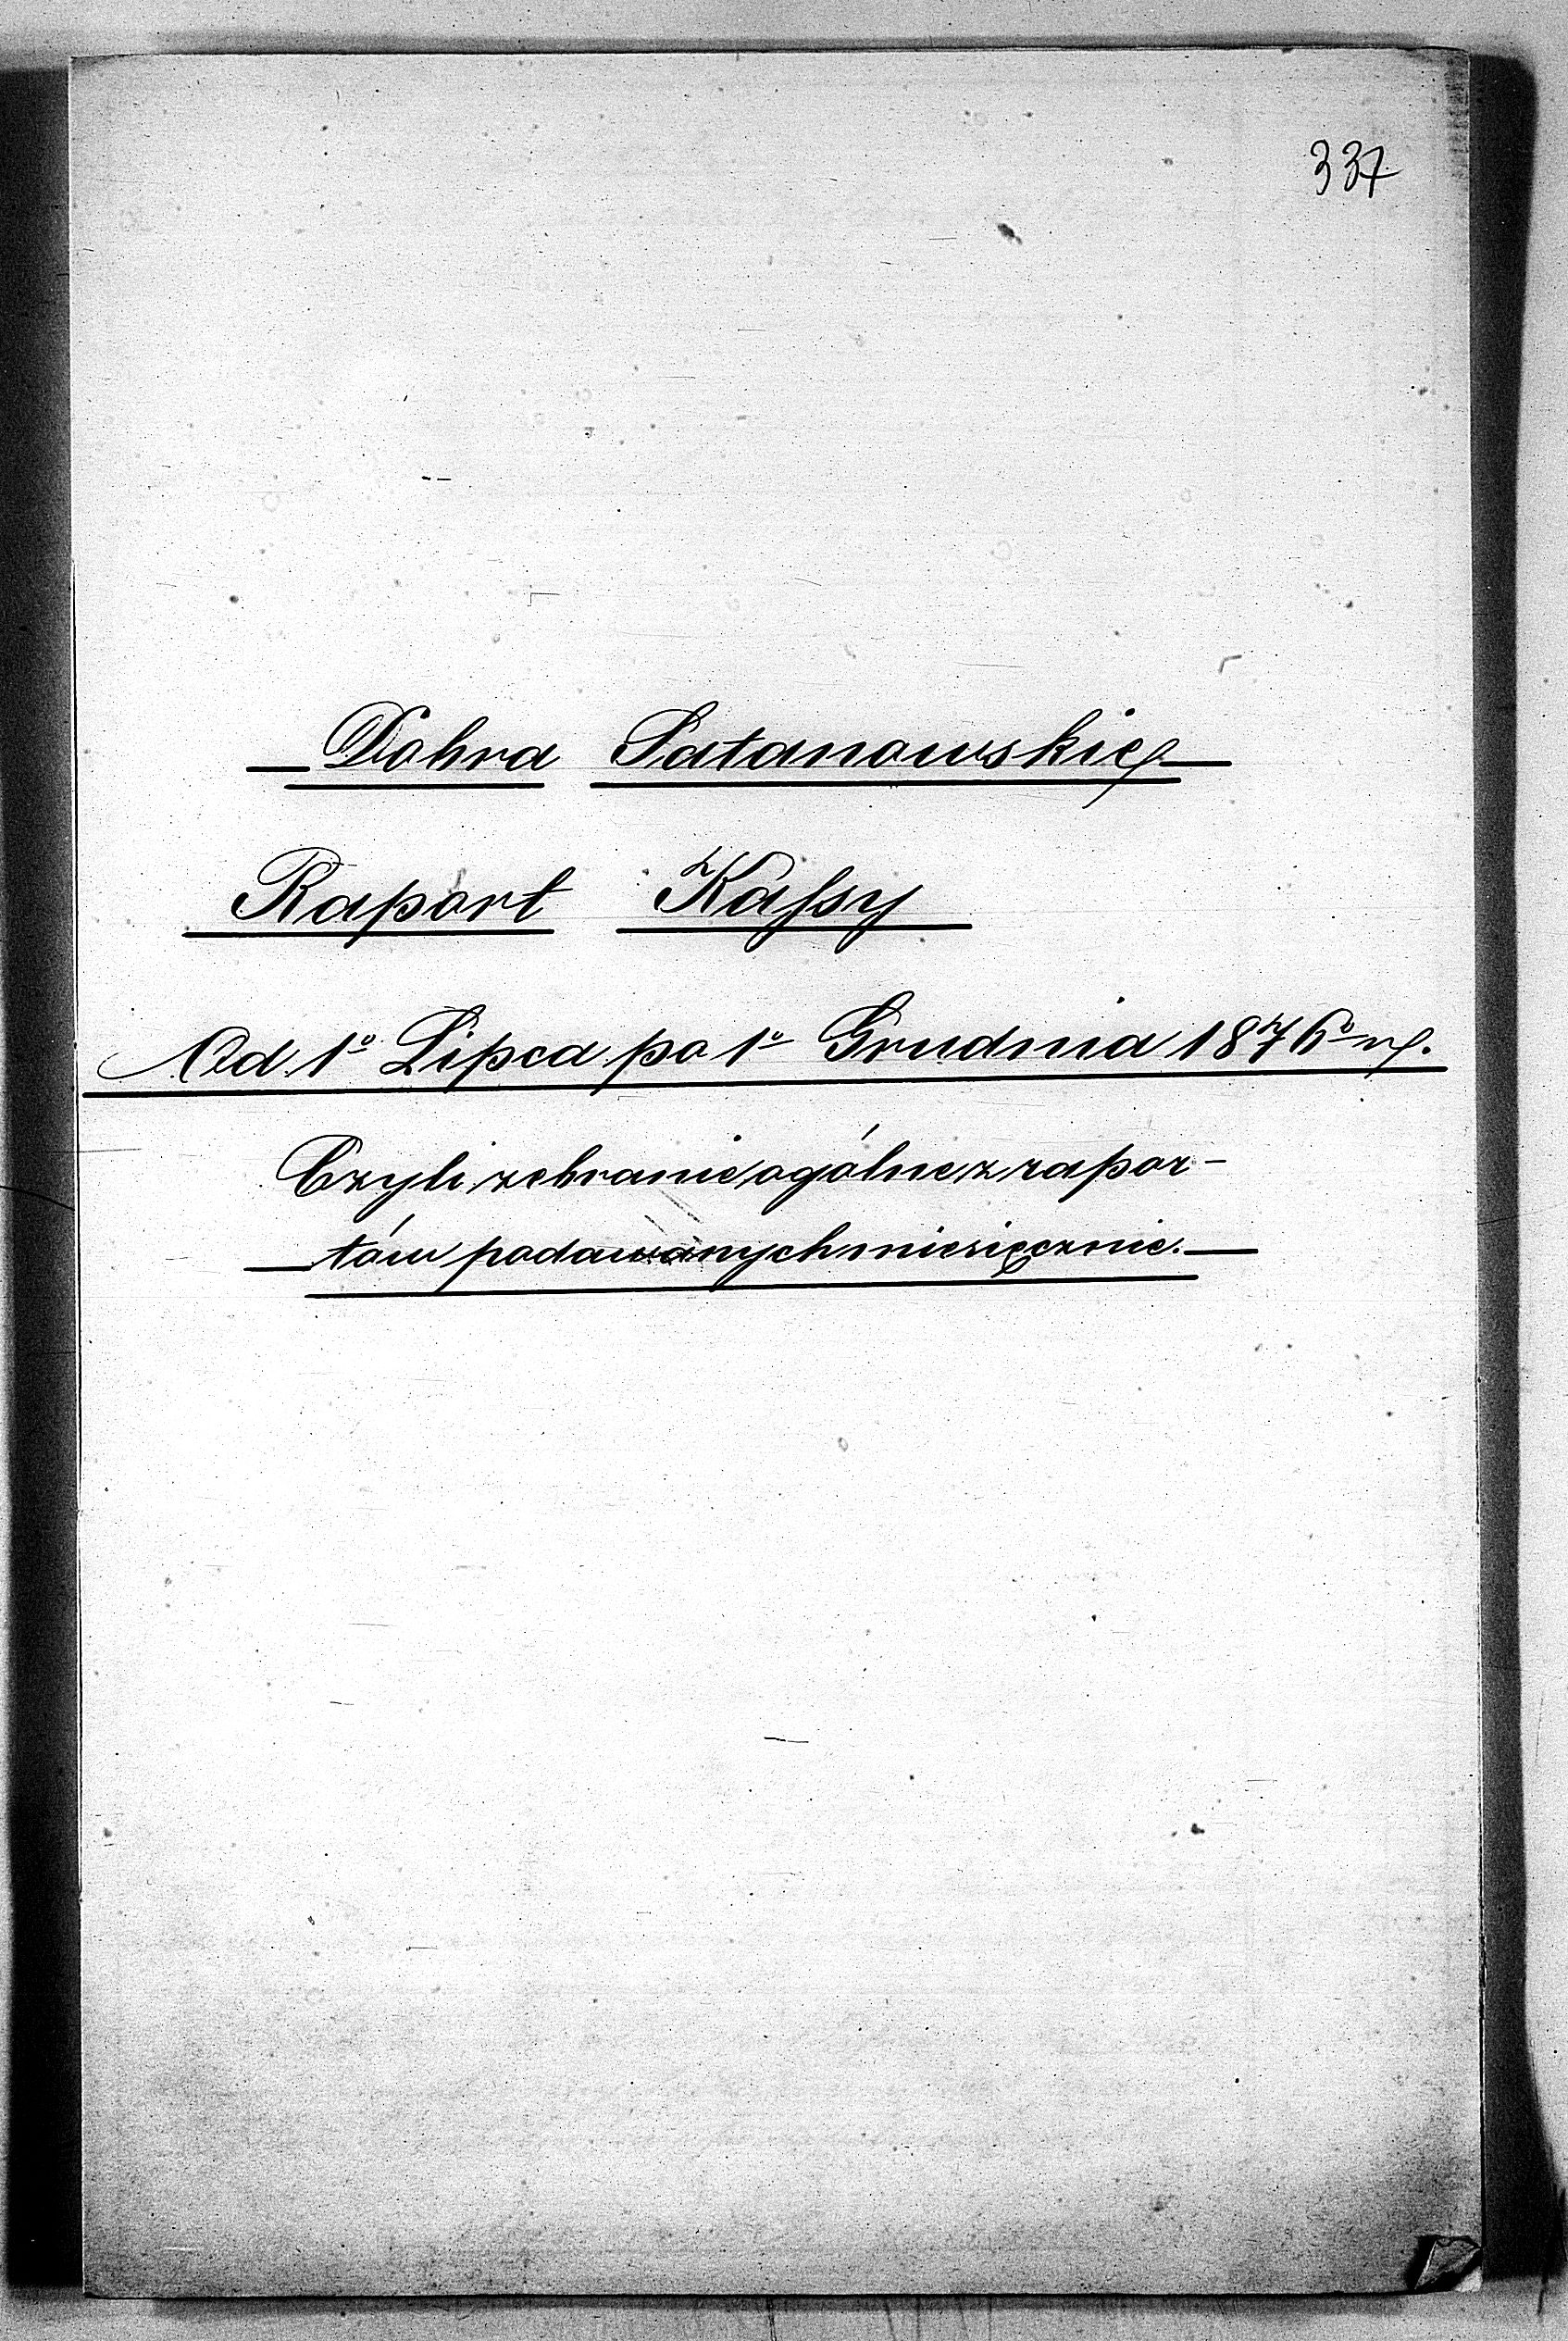 337
Dobra Satanowskie
Raport Kassy
Od 1º Lipca po 1º Grudnia 1876º r.
Czyli zebranie ogólne z rapor-
tów podawanych miesięcznie.